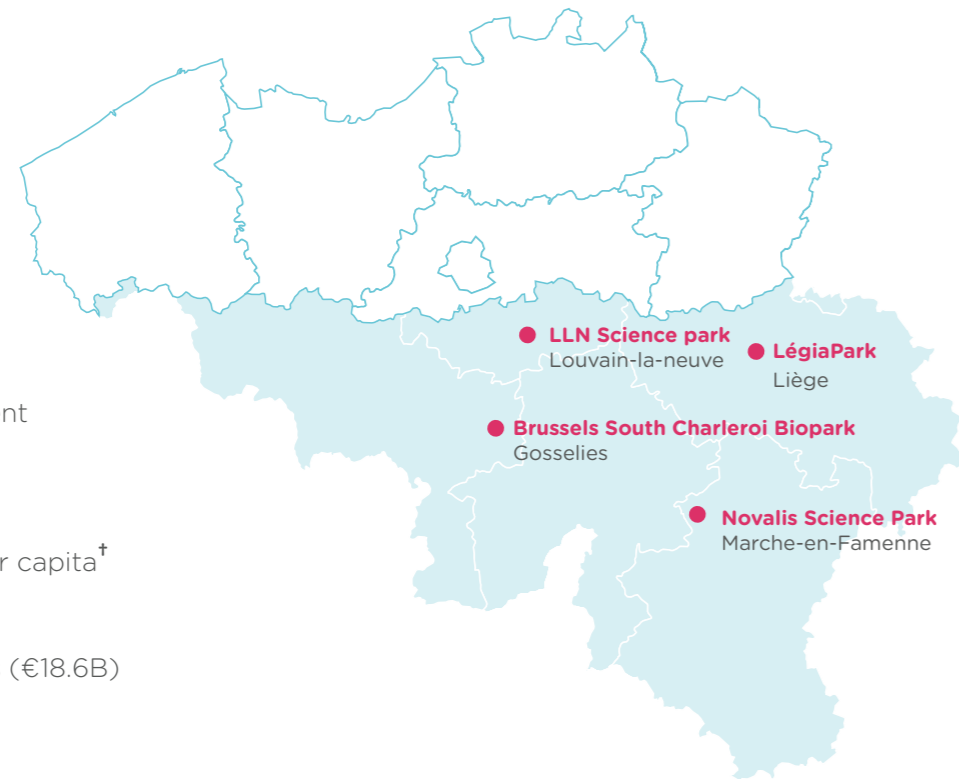 LLN Science park
Louvain-la-neuve
LégiaPark
Liège
Brussels South Charleroi Biopark
Gosselies
Novalis Science Park
Marche-en-Famenne
nt
r capita†
(€18.6B)